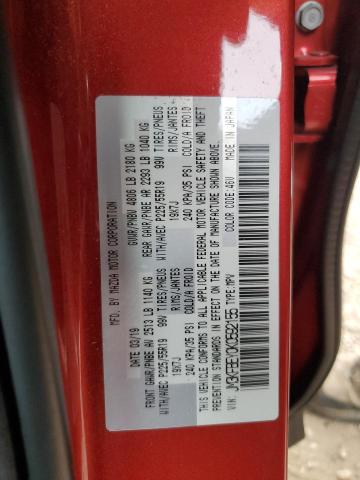 MFD. BY MAZDA MOTOR CORPORATION
DATE 03/19 GVWR/PNBV 4806 LB 2180 KG
FRONT GAWR/PNBE AV 2513 LB 1140 KG REAR GAWR/PNBE AR 2293 LB 1040 KG
WITH/AVEC P225/55R19 99V TIRES/PNEUS WITH/AVEC P225/55R19 99V TIRES/PNEUS
19X7J RIMS/JANTES 19X7J RIMS/JANTES
240 KPA/35 PSI COLD/A FROID 240 KPA/35 PSI COLD/A FROID
THIS VEHICLE CONFORMS TO ALL APPLICABLE FEDERAL MOTOR VEHICLE SAFETY AND THEFT
PREVENTION STANDARDS IN EFFECT ON THE DATE OF MANUFACTURE SHOWN ABOVE.
VIN: TYPE:MPV COLOR CODE:46V MADE IN JAPAN